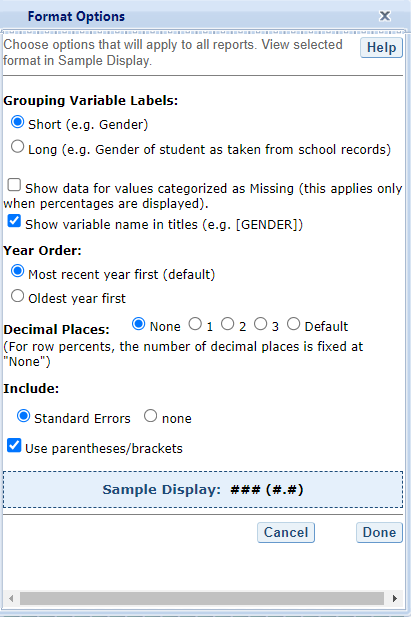 Format Options
Choose options that will apply to all reports. View selected
format in Sample Display.
Help
Grouping Variable Labels:
Short (e.g. Gender)
Long (e.g. Gender of student as taken from school records)
Show data for values categorized as Missing (this applies only
when percentages are displayed).
Show variable name in titles (e.g. [GENDER])
Year Order:
Most recent year first (default)
Oldest year first
Decimal Places: None 1 2 3 Default
(For row percents, the number of decimal places is fixed at
"None")
Include:
Standard Errors none
Use parentheses/brackets
Sample Display: ### (#.#)
Cancel Done